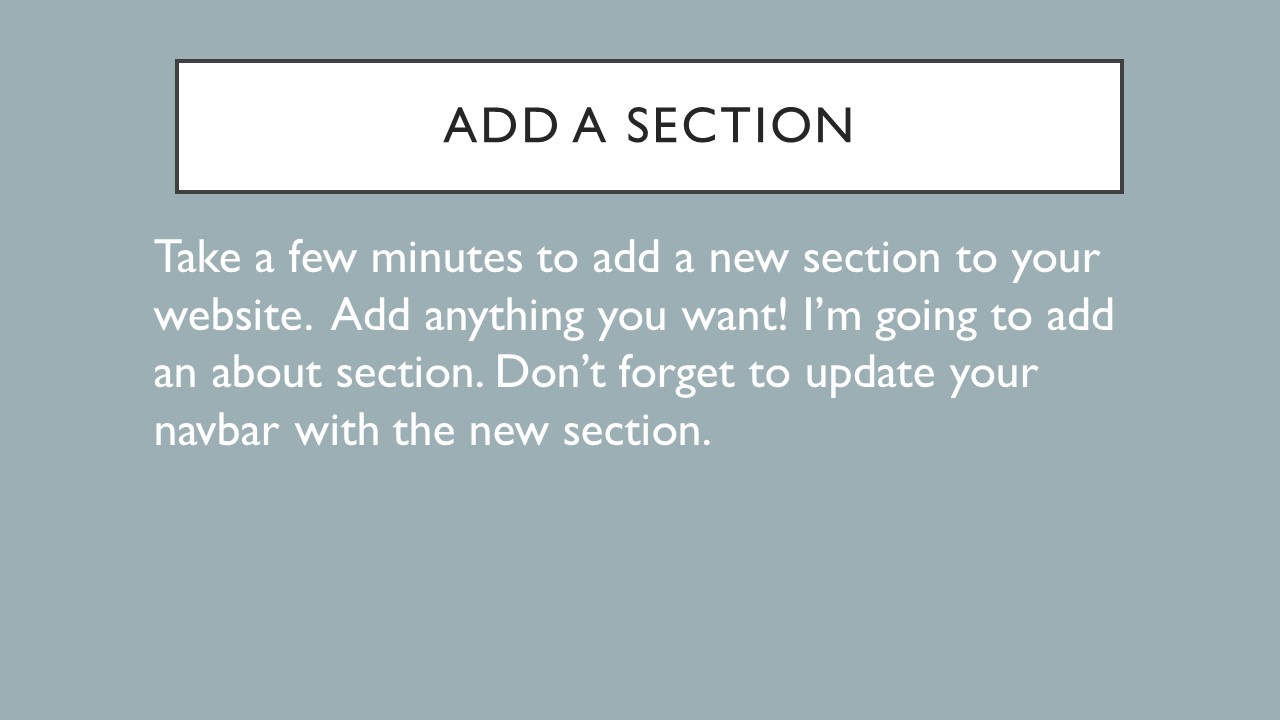 ADD A SECTION
Take a few minutes to add a new section to your
website.  Add anything you want! I’m going to add
an about section. Don’t forget to update your
navbar with the new section.